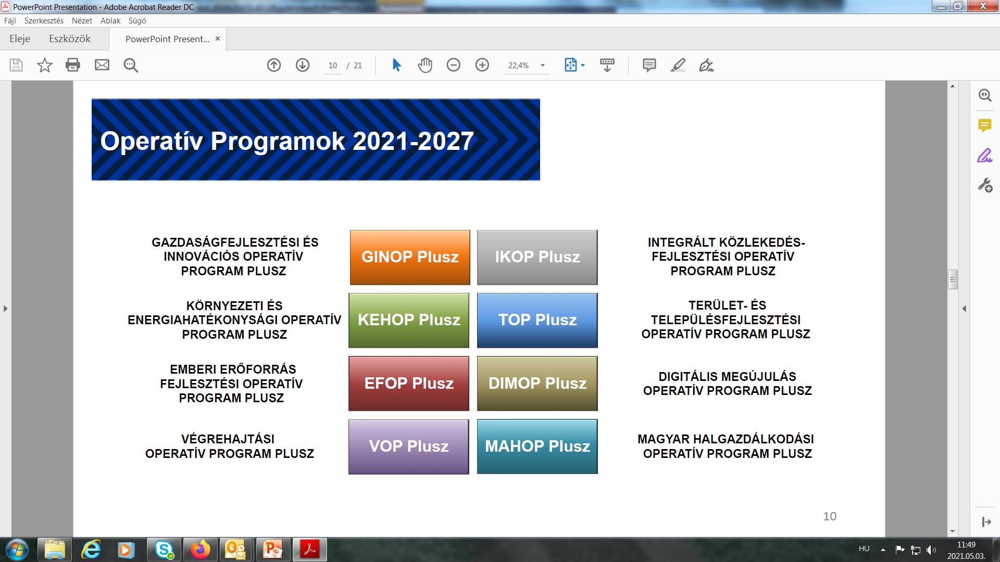 PowerPoint Presentation - Adobe Acrobat Reader DC
Fájl Szerkesztés Nézet Ablak Súgó
Eleje Eszközök PowerPoint Present... ×
10 / 21 22,4%
Operatív Programok 2021-2027
GAZDASÁGFEJLESZTÉSI ÉS
INNOVÁCIÓS OPERATÍV
PROGRAM PLUSZ
GINOP Plusz
IKOP Plusz
INTEGRÁLT KÖZLEKEDÉS-
FEJLESZTÉSI OPERATÍV
PROGRAM PLUSZ
KÖRNYEZETI ÉS
ENERGIAHATÉKONYSÁGI OPERATÍV
PROGRAM PLUSZ
KEHOP Plusz
TOP Plusz
TERÜLET- ÉS
TELEPÜLÉSFEJLESZTÉSI
OPERATÍV PROGRAM PLUSZ
EMBERI ERŐFORRÁS
FEJLESZTÉSI OPERATÍV
PROGRAM PLUSZ
EFOP Plusz
DIMOP Plusz
DIGITÁLIS MEGÚJULÁS
OPERATÍV PROGRAM PLUSZ
VÉGREHAJTÁSI
OPERATÍV PROGRAM PLUSZ
VOP Plusz
MAHOP Plusz
MAGYAR HALGAZDÁLKODÁSI
OPERATÍV PROGRAM PLUSZ
10
HU
11:49
2021.05.03.